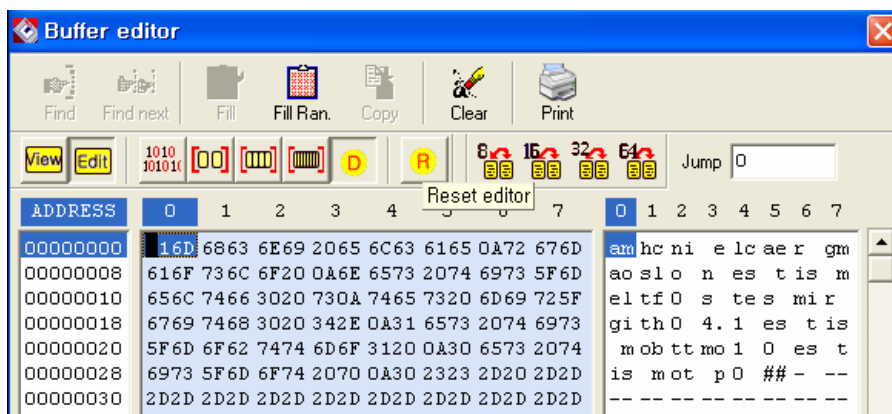 Buffer editor
Find Find next Fill Fill Ran. Copy Clear Print
View Edit 1010 10101( D R 8 16 32 64 Jump 0
Reset editor
ADDRESS 0 1 2 3 4 5 6 7 0 1 2 3 4 5 6 7
00000000 16D 6863 6E69 2065 6C63 6165 0A72 676D am hc ni e lc ae r gm
00000008 616F 736C 6F20 0A6E 6573 2074 6973 5F6D ao sl o n es t is m
00000010 656C 7466 3020 730A 7465 7320 6D69 725F el tf 0 s te s mi r
00000018 6769 7468 3020 342E 0A31 6573 2074 6973 gi th 0 4. 1 es t is
00000020 5F6D 6F62 7474 6D6F 3120 0A30 6573 2074 m ob tt mo 1 0 es t
00000028 6973 5F6D 6F74 2070 0A30 2323 2D20 2D2D is m ot p 0 ## - --
00000030 2D2D 2D2D 2D2D 2D2D 2D2D 2D2D 2D2D 2D2D -- -- -- -- -- -- -- --